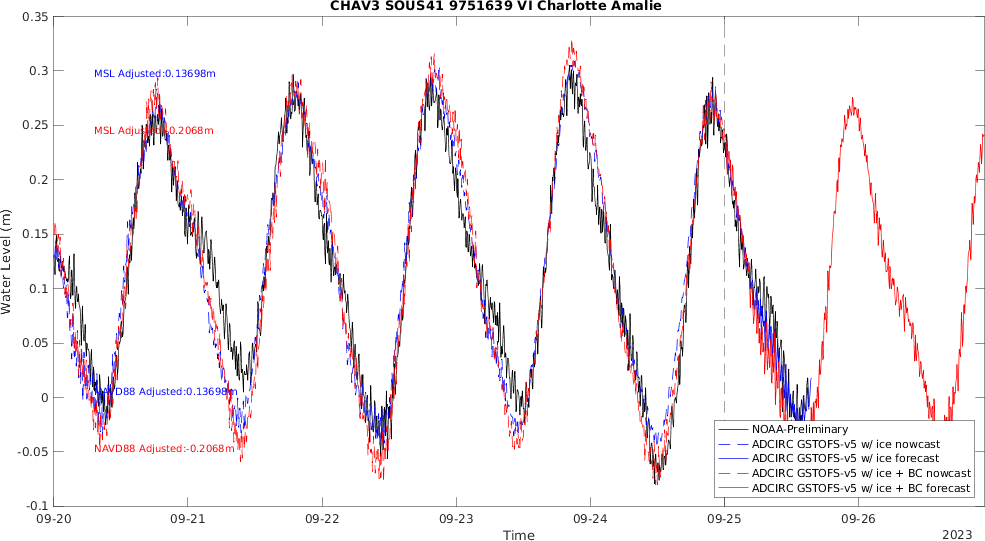 CHAV3 SOUS41 9751639 VI Charlotte Amalie
0.35
0.3
0.25
0.2
0.15
0.1
0.05
0
-0.05
-0.1
Water Level (m)
MSL Adjusted:0.13698m
MSL Adjusted:-0.2068m
NAVD88 Adjusted:0.13698m
NAVD88 Adjusted:-0.2068m
NOAA-Preliminary
ADCIRC GSTOFS-v5 w/ ice nowcast
ADCIRC GSTOFS-v5 w/ ice forecast
ADCIRC GSTOFS-v5 w/ ice + BC nowcast
ADCIRC GSTOFS-v5 w/ ice + BC forecast
09-20 09-21 09-22 09-23 09-24 09-25 09-26
Time
2023